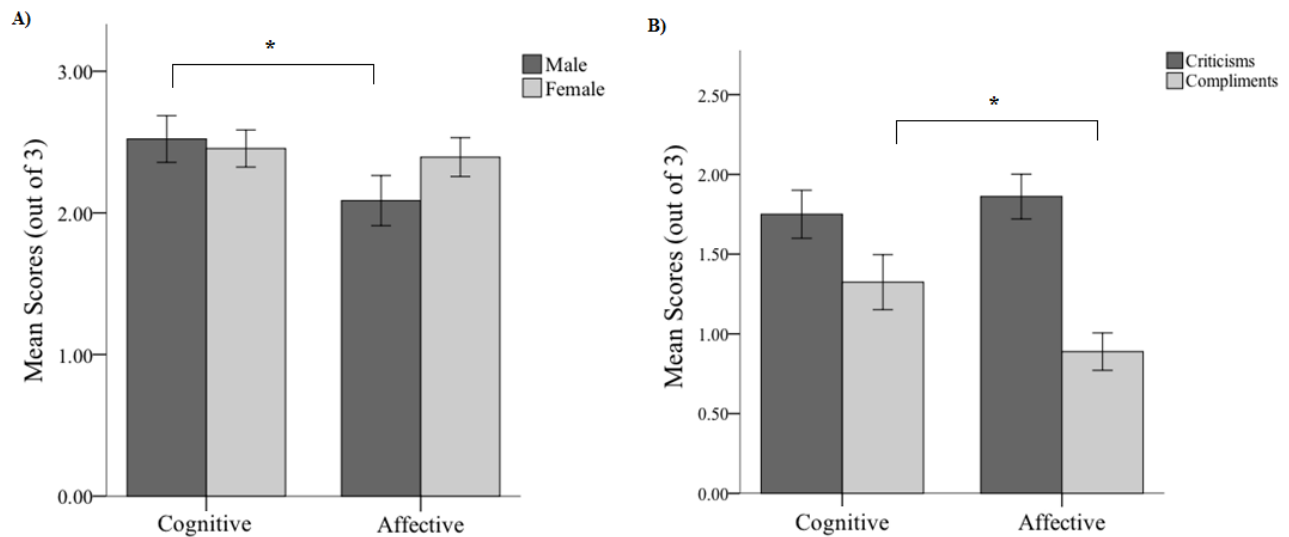 A)
*
Male
Female
3.00
2.00
1.00
0.00
Mean Scores (out of 3)
Cognitive Affective
B)
*
Criticisms
Compliments
2.50
2.00
1.50
1.00
0.50
0.00
Mean Scores (out of 3)
Cognitive Affective